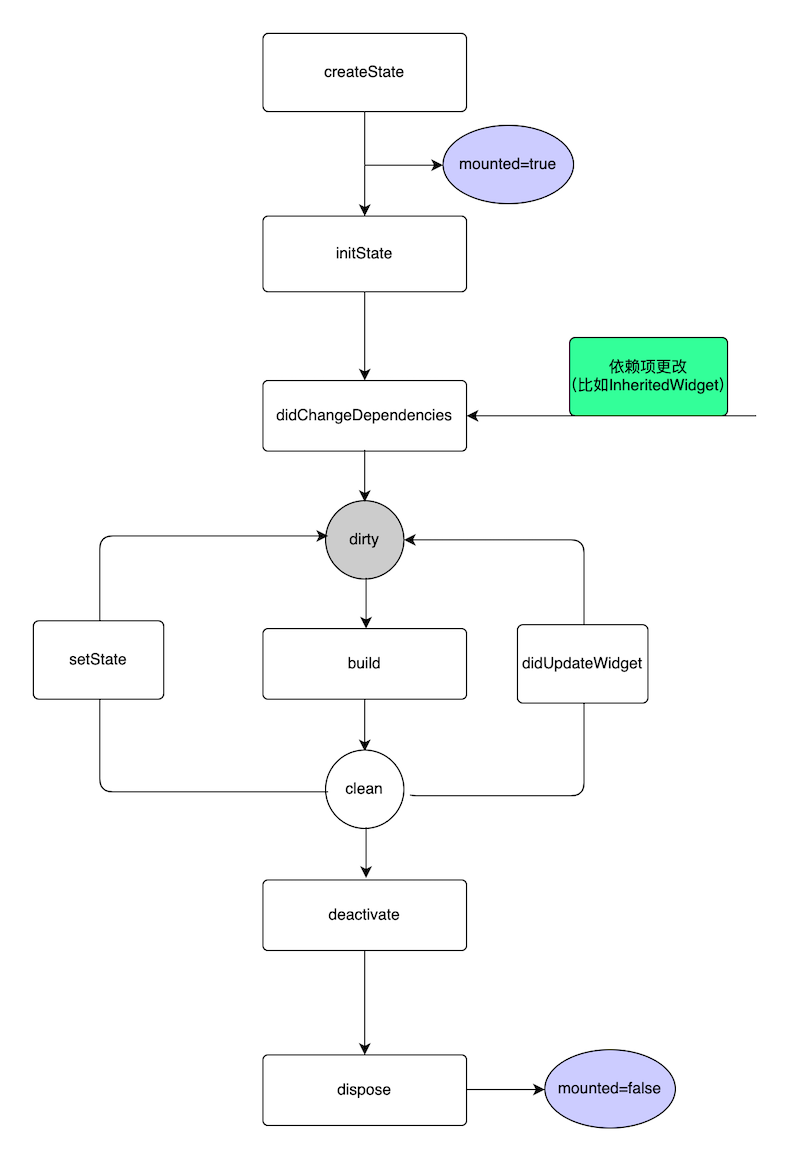 createState
mounted=true
initState
依赖项更改
（比如InheritedWidget）
didChangeDependencies
dirty
setState
build
didUpdateWidget
clean
deactivate
dispose
mounted=false